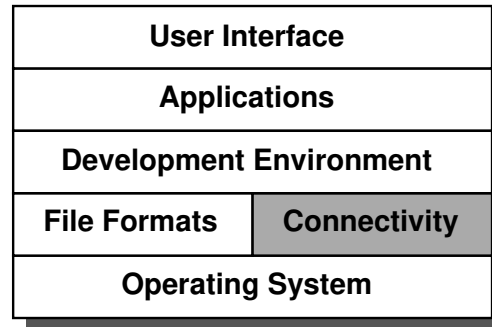 User Interface
Applications
Development Environment
File Formats Connectivity
Operating System